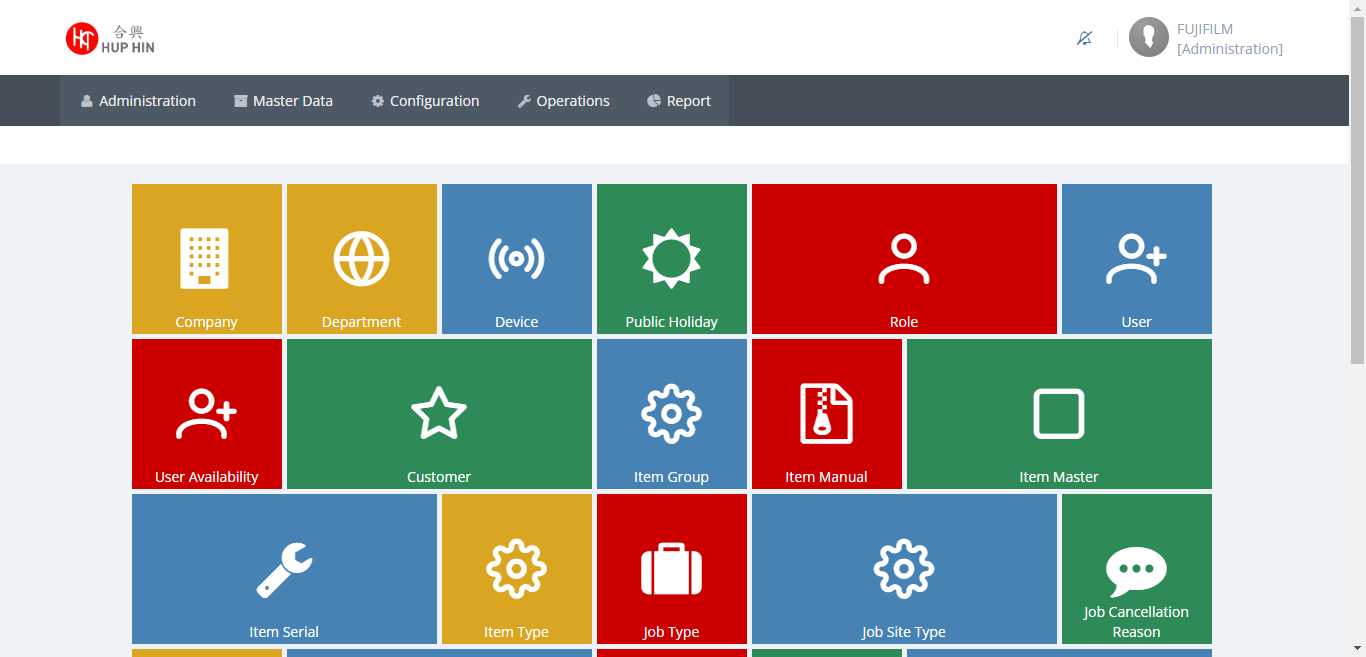 合興
HUP HIN
FUJIFILM
[Administration]
Administration
Master Data
Configuration
Operations
Report
Company
Department
Device
Public Holiday
Role
User
User Availability
Customer
Item Group
Item Manual
Item Master
Item Serial
Item Type
Job Type
Job Site Type
Job Cancellation
Reason